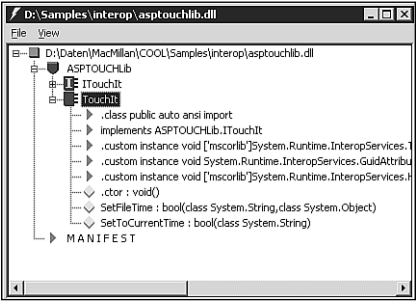 D:\Samples\interop\asptouchlib.dll
File View
D:\Daten\MacMillan\COOL\Samples\interop\asptouchlib.dll
ASPTOUCHLib
ITouchIt
TouchIt
.class public auto ansi import
implements ASPTOUCHLib.ITouchIt
.custom instance void ['mscorlib']System.Runtime.InteropServices.T
.custom instance void System.Runtime.InteropServices.GuidAttribu
.custom instance void ['mscorlib']System.Runtime.InteropServices.H
.ctor : void()
SetFileTime : bool(class System.String,class System.Object)
SetToCurrentTime : bool(class System.String)
MANIFEST